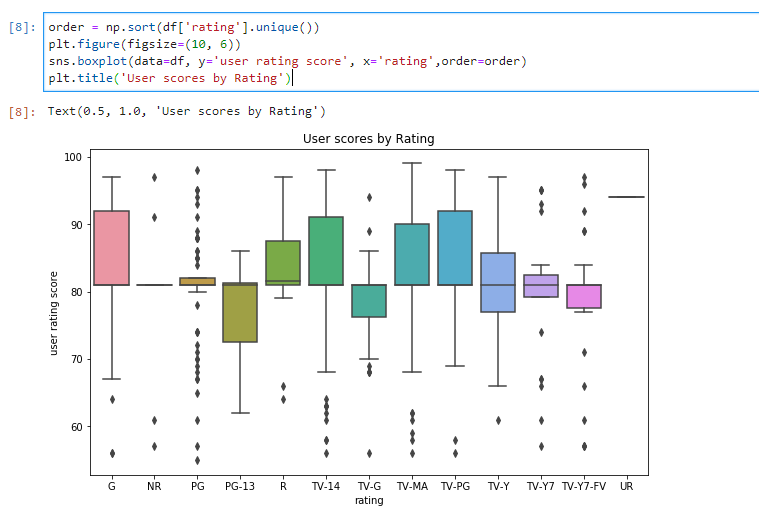 [8]: order = np.sort(df['rating'].unique())
plt.figure(figsize=(10, 6))
sns.boxplot(data=df, y='user rating score', x='rating',order=order)
plt.title('User scores by Rating')
[8]: Text(0.5, 1.0, 'User scores by Rating')
User scores by Rating
100
90
80
70
60
user rating score
G NR PG PG-13 R TV-14 TV-G TV-MA TV-PG TV-Y TV-Y7 TV-Y7-FV UR
rating